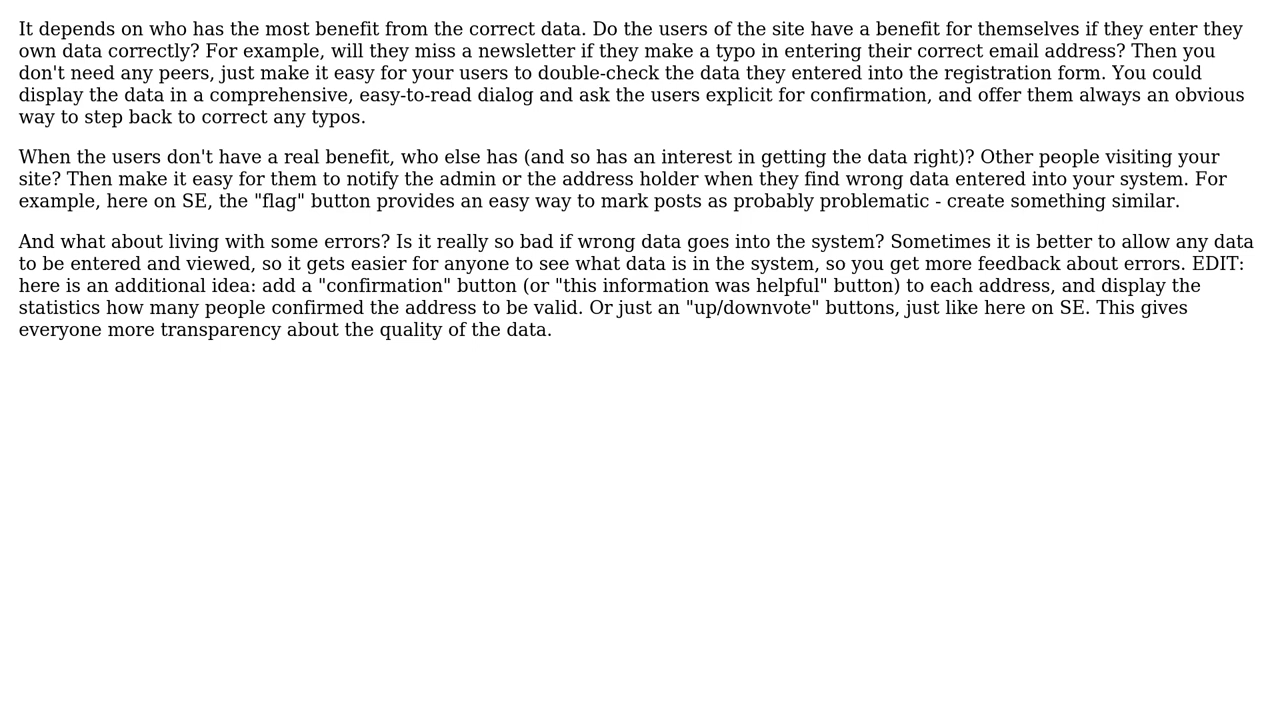 It depends on who has the most benefit from the correct data. Do the users of the site have a benefit for themselves if they enter they
own data correctly? For example, will they miss a newsletter if they make a typo in entering their correct email address? Then you
don't need any peers, just make it easy for your users to double-check the data they entered into the registration form. You could
display the data in a comprehensive, easy-to-read dialog and ask the users explicit for confirmation, and offer them always an obvious
way to step back to correct any typos.
When the users don't have a real benefit, who else has (and so has an interest in getting the data right)? Other people visiting your
site? Then make it easy for them to notify the admin or the address holder when they find wrong data entered into your system. For
example, here on SE, the "flag" button provides an easy way to mark posts as probably problematic - create something similar.
And what about living with some errors? Is it really so bad if wrong data goes into the system? Sometimes it is better to allow any data
to be entered and viewed, so it gets easier for anyone to see what data is in the system, so you get more feedback about errors. EDIT:
here is an additional idea: add a "confirmation" button (or "this information was helpful" button) to each address, and display the
statistics how many people confirmed the address to be valid. Or just an "up/downvote" buttons, just like here on SE. This gives
everyone more transparency about the quality of the data.